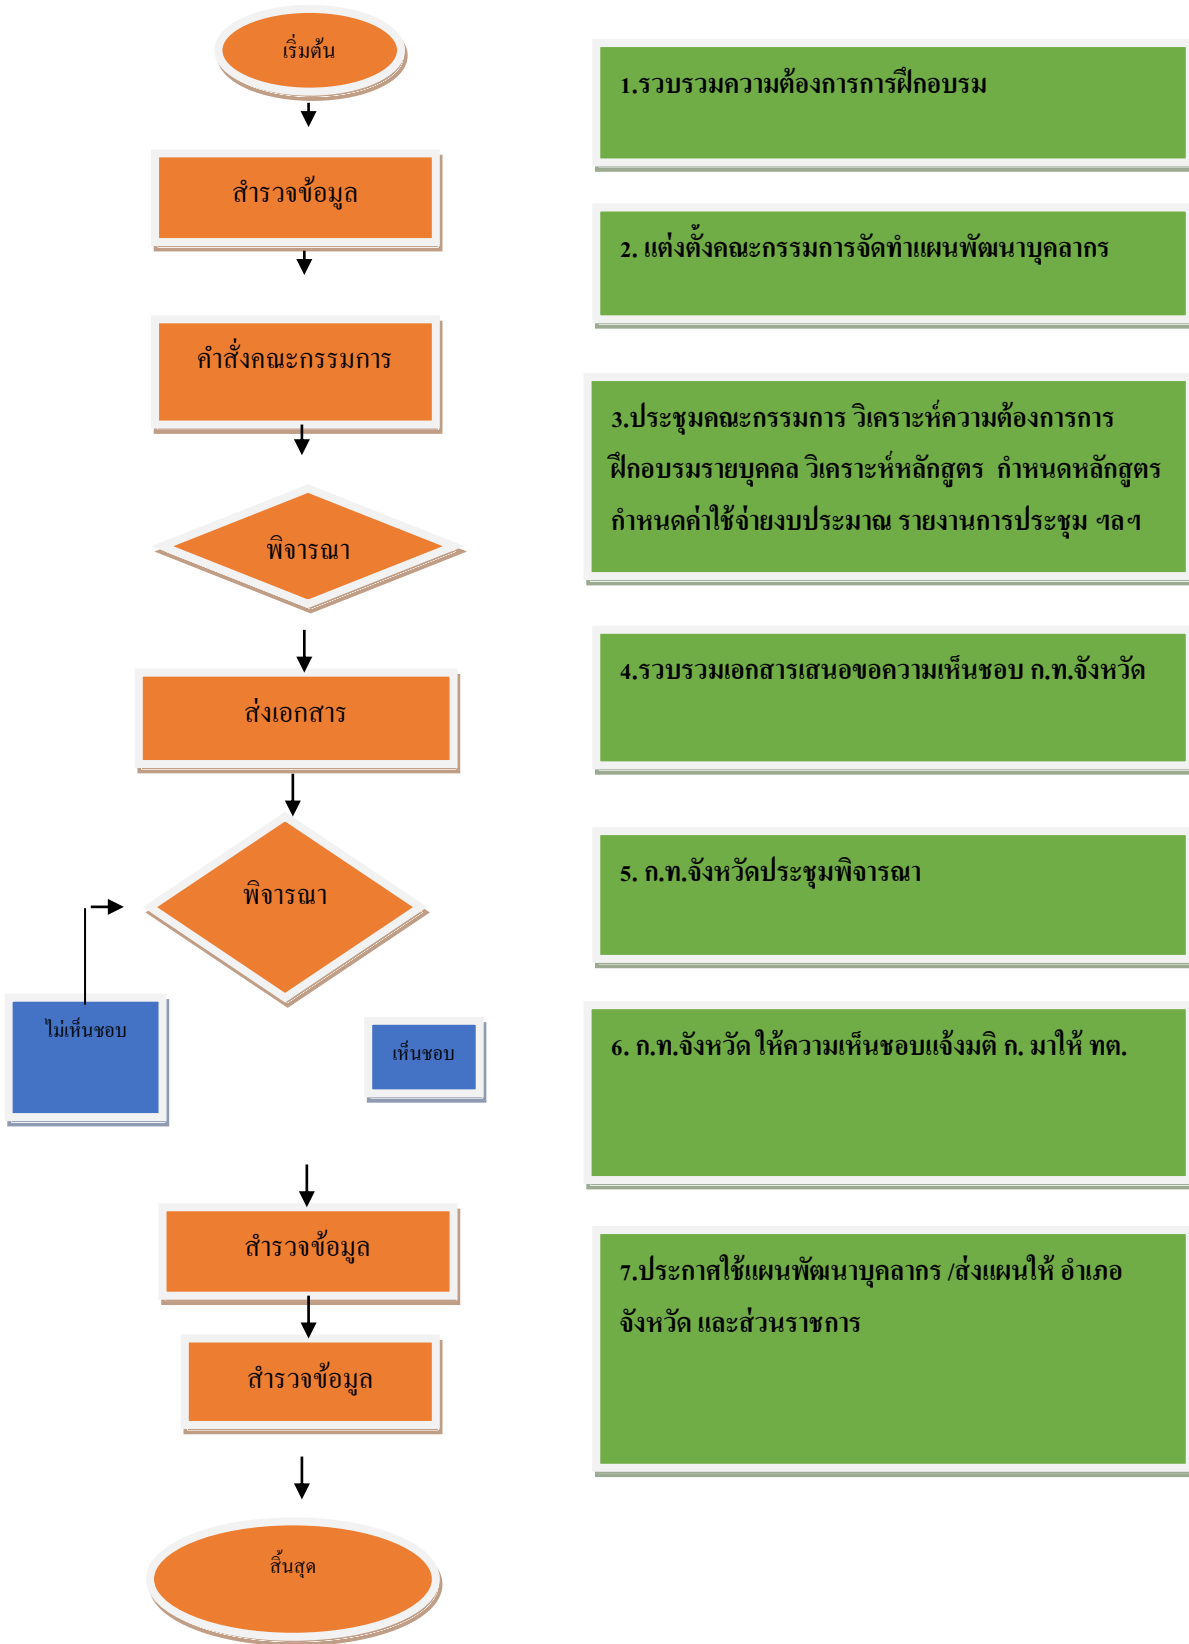 เริ่มต้น
1.รวบรวมความต้องการการฝึกอบรม
สำรวจข้อมูล
2. แต่งตั้งคณะกรรมการจัดทำแผนพัฒนาบุคลากร
คำสั่งคณะกรรมการ
3.ประชุมคณะกรรมการ วิเคราะห์ความต้องการการ
ฝึกอบรมรายบุคคล วิเคราะห์หลักสูตร กำหนดหลักสูตร
กำหนดค่าใช้จ่ายงบประมาณ รายงานการประชุม ฯลฯ
พิจารณา
4.รวบรวมเอกสารเสนอขอความเห็นชอบ ก.ท.จังหวัด
ส่งเอกสาร
5. ก.ท.จังหวัดประชุมพิจารณา
พิจารณา
ไม่เห็นชอบ
เห็นชอบ
6. ก.ท.จังหวัด ให้ความเห็นชอบแจ้งมติ ก. มาให้ ทต.
สำรวจข้อมูล
7.ประกาศใช้แผนพัฒนาบุคลากร /ส่งแผนให้ อำเภอ
จังหวัด และส่วนราชการ
สำรวจข้อมูล
สิ้นสุด